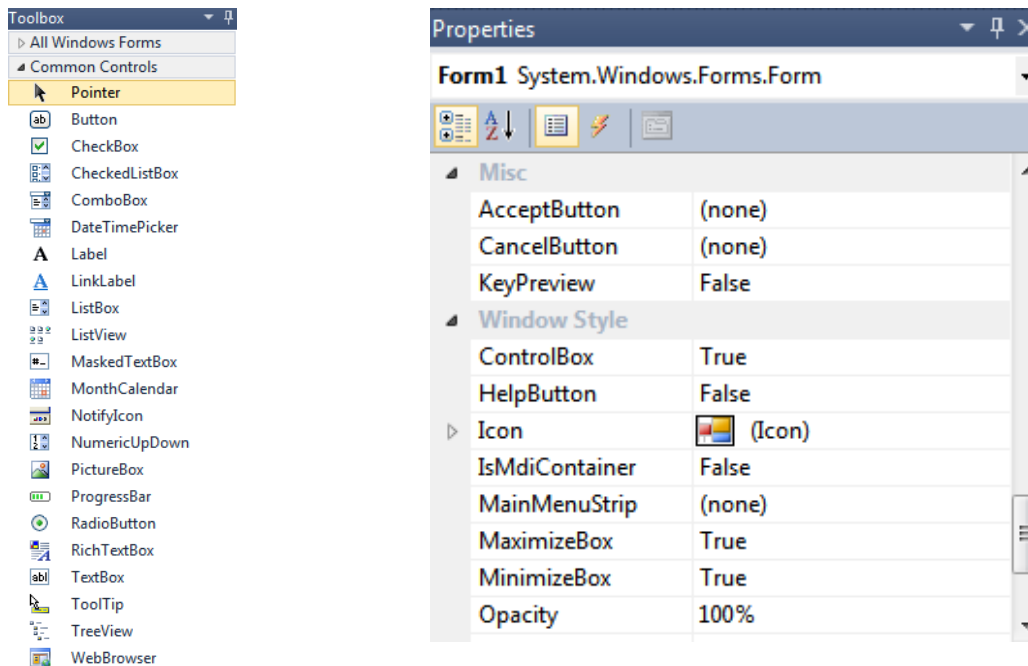 Toolbox
All Windows Forms
Common Controls
Pointer
Button
CheckBox
CheckedListBox
ComboBox
DateTimePicker
Label
LinkLabel
ListBox
ListView
MaskedTextBox
MonthCalendar
NotifyIcon
NumericUpDown
PictureBox
ProgressBar
RadioButton
RichTextBox
TextBox
ToolTip
TreeView
WebBrowser
Properties
Form1 System.Windows.Forms.Form
Misc
AcceptButton (none)
CancelButton (none)
KeyPreview False
Window Style
ControlBox True
HelpButton False
Icon (Icon)
IsMdiContainer False
MainMenuStrip (none)
MaximizeBox True
MinimizeBox True
Opacity 100%